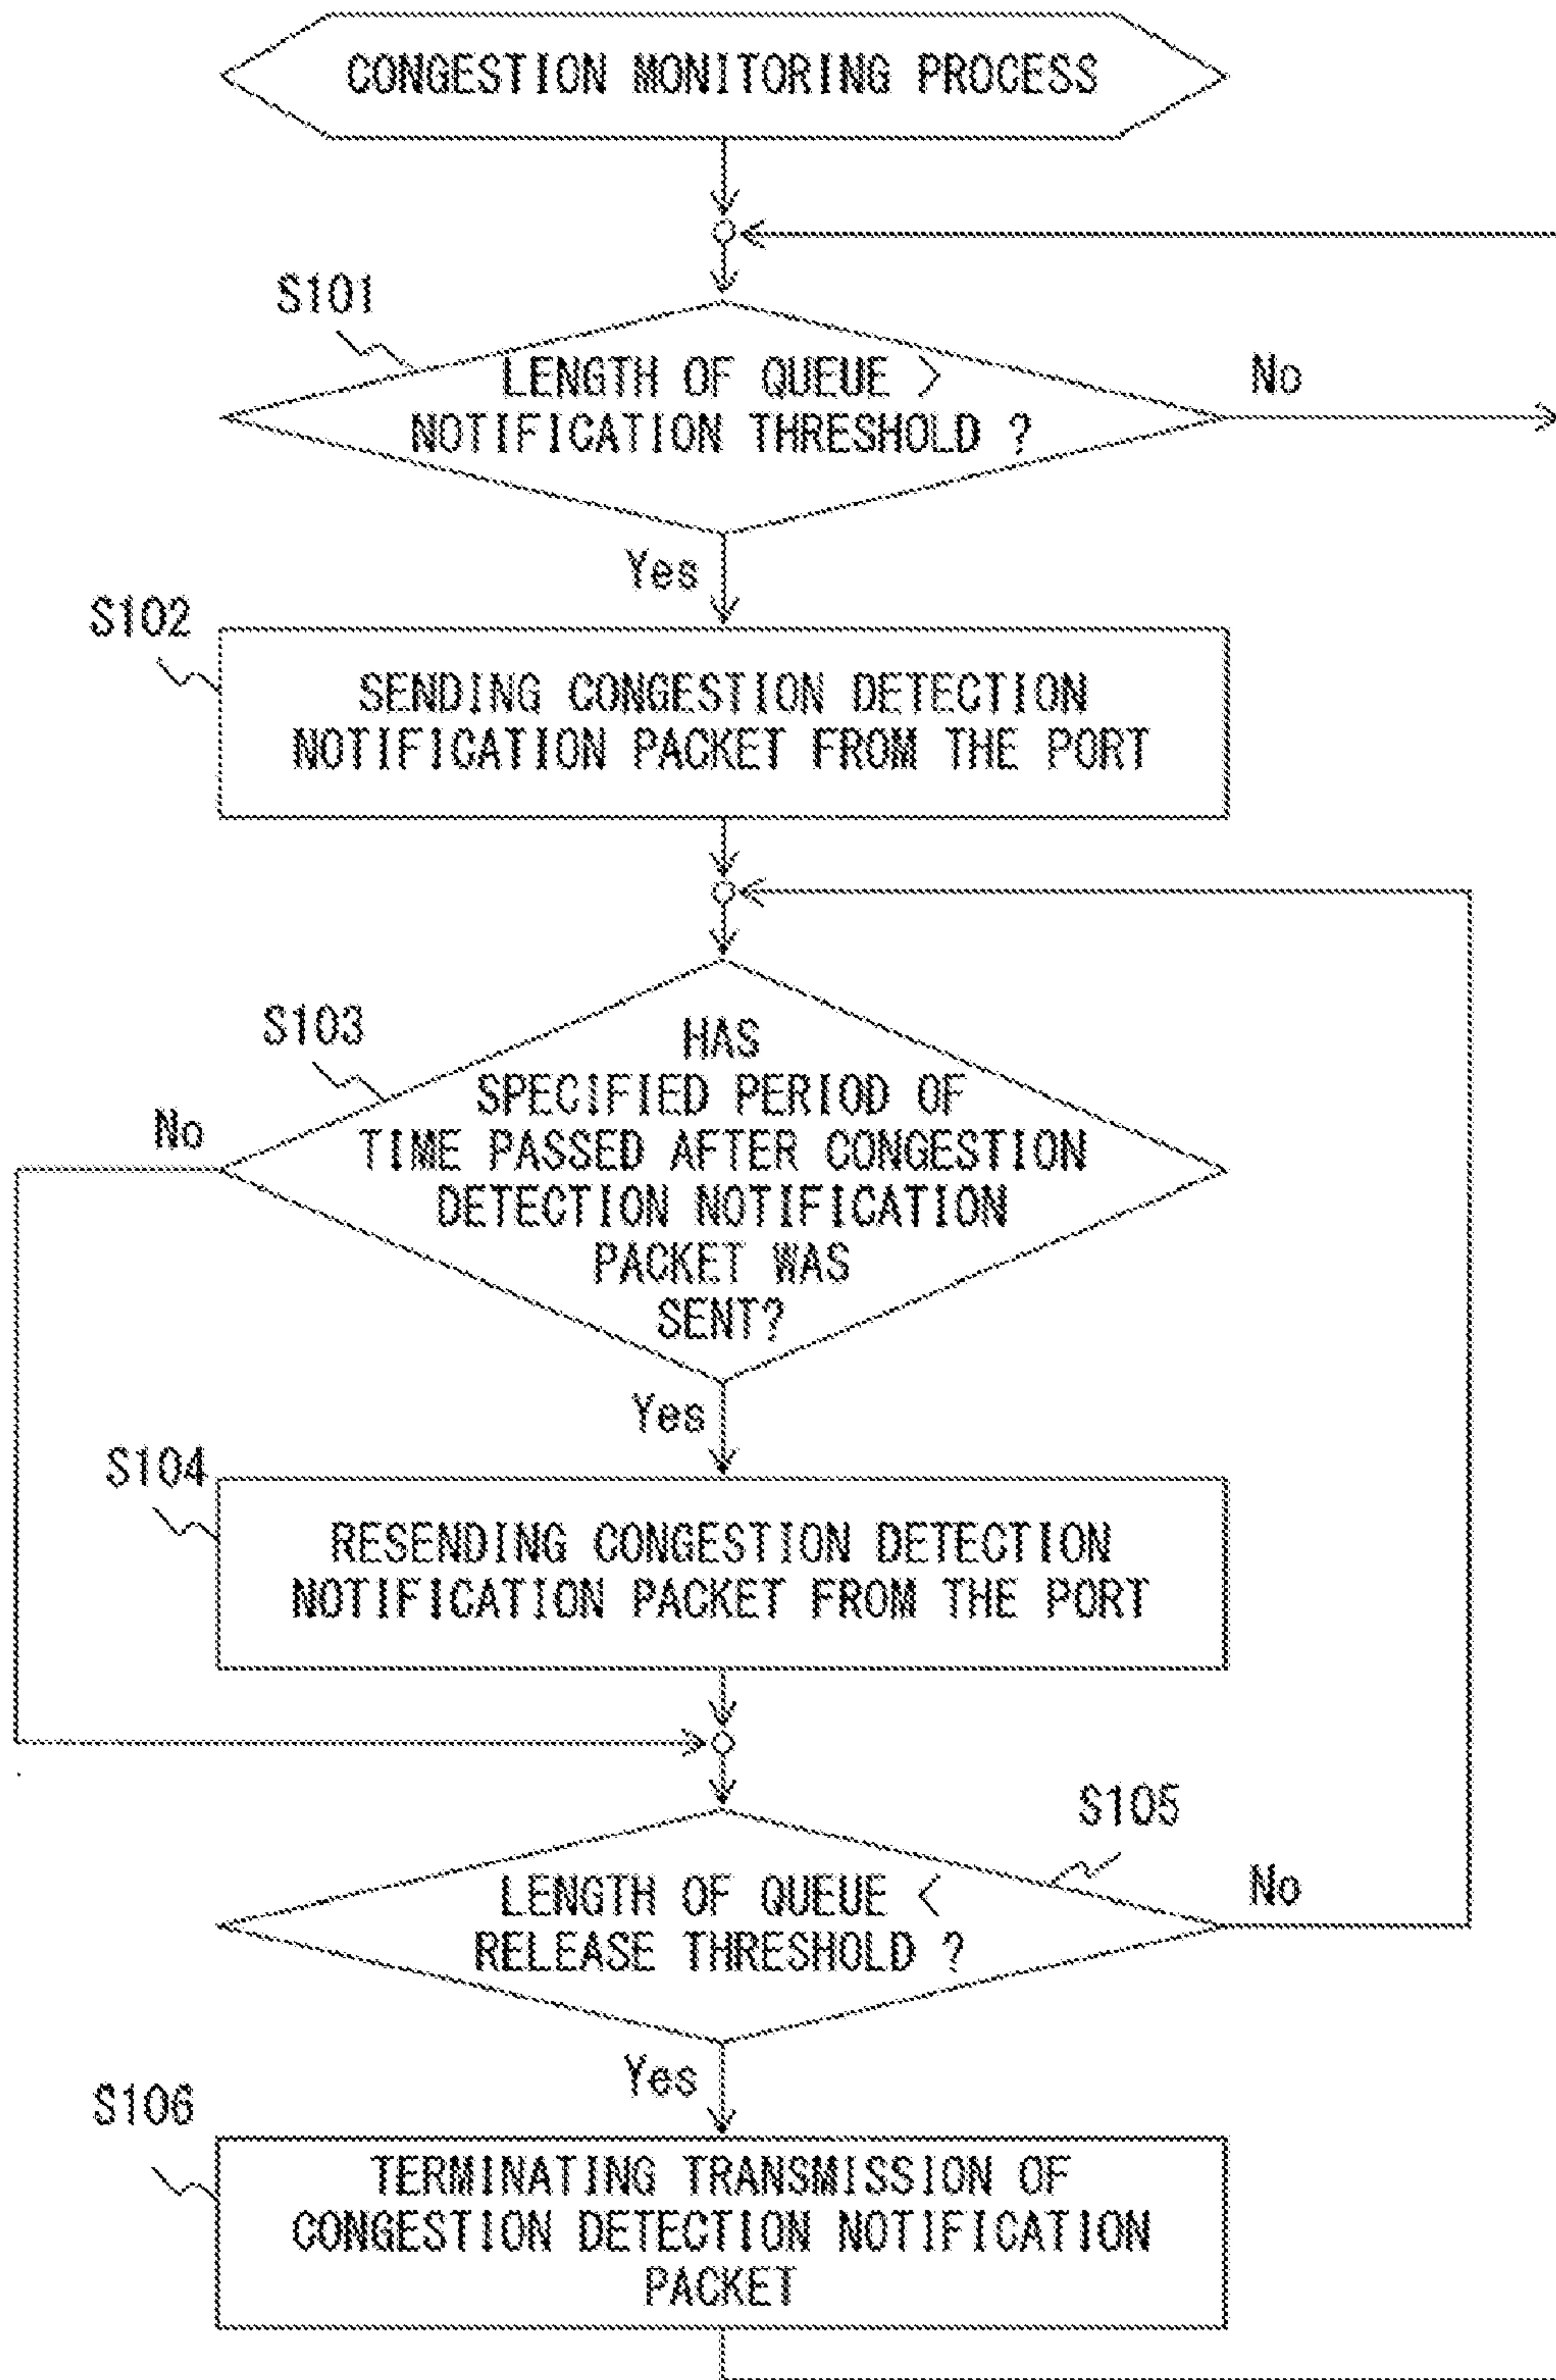 CONGESTION MONITORING PROCESS
S101
LENGTH OF QUEUE >
NOTIFICATION THRESHOLD ?
No
Yes
S102
SENDING CONGESTION DETECTION
NOTIFICATION PACKET FROM THE PORT
S103
HAS
SPECIFIED PERIOD OF
TIME PASSED AFTER CONGESTION
DETECTION NOTIFICATION
PACKET WAS
SENT?
No
Yes
S104
RESENDING CONGESTION DETECTION
NOTIFICATION PACKET FROM THE PORT
S105
LENGTH OF QUEUE <
RELEASE THRESHOLD ?
No
Yes
S106
TERMINATING TRANSMISSION OF
CONGESTION DETECTION NOTIFICATION
PACKET